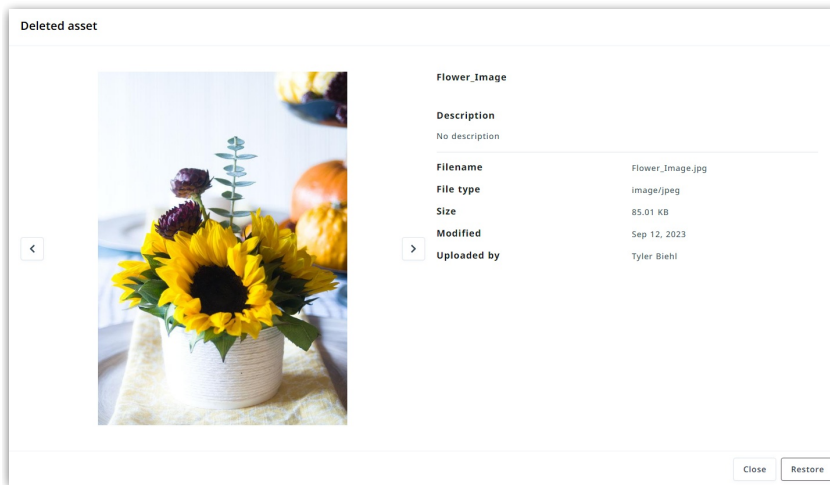 Deleted asset
Flower_Image
Description
No description
Filename Flower_Image.jpg
File type image/jpeg
Size 85.01 KB
Modified Sep 12, 2023
Uploaded by Tyler Biehl
Close Restore